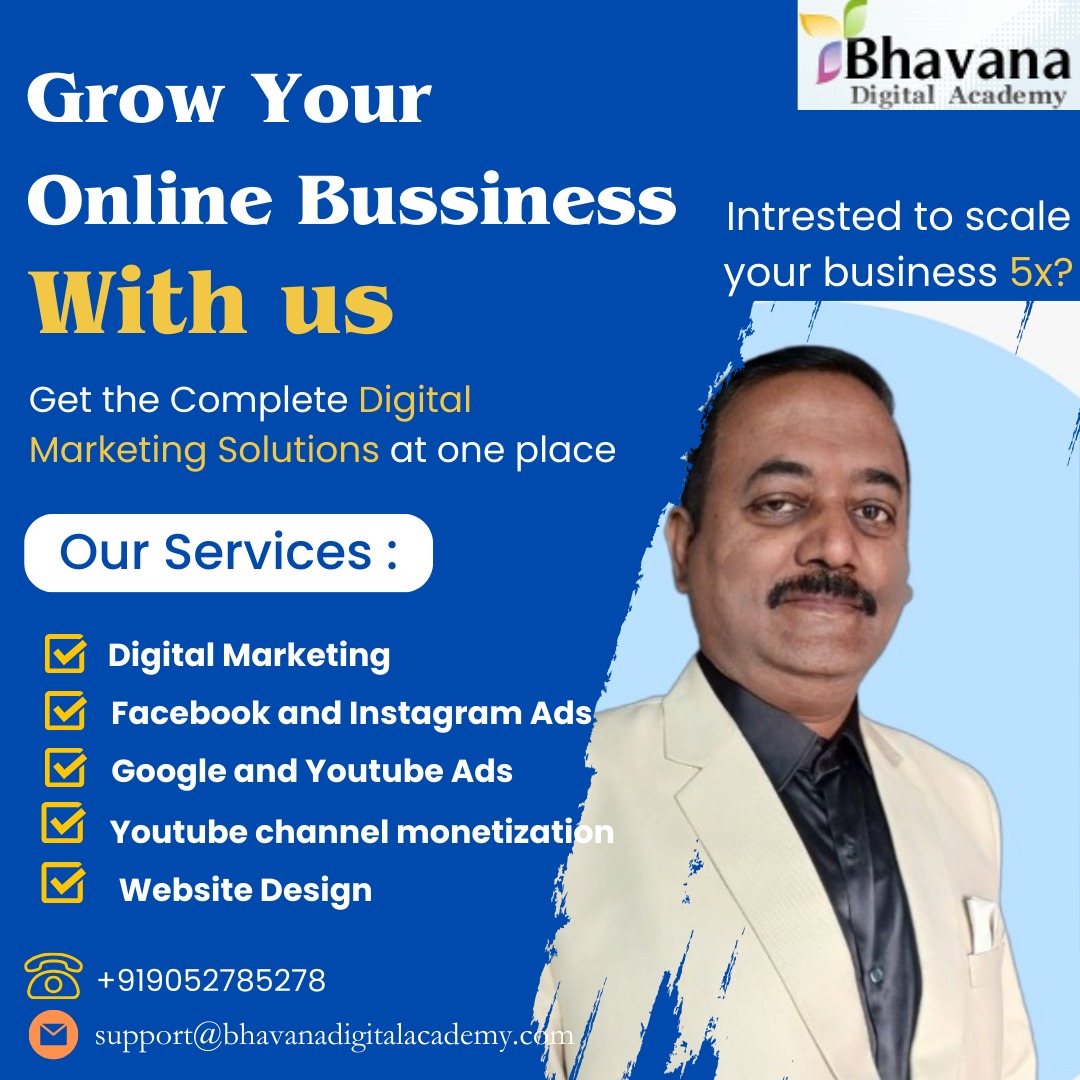 Bhavana
Digital Academy
Grow Your
Online Bussiness
With us
Intrested to scale
your business 5x?
Get the Complete Digital
Marketing Solutions at one place
Our Services :
Digital Marketing
Facebook and Instagram Ads
Google and Youtube Ads
Youtube channel monetization
Website Design
+919052785278
support@bhavanadigitalacademy.com